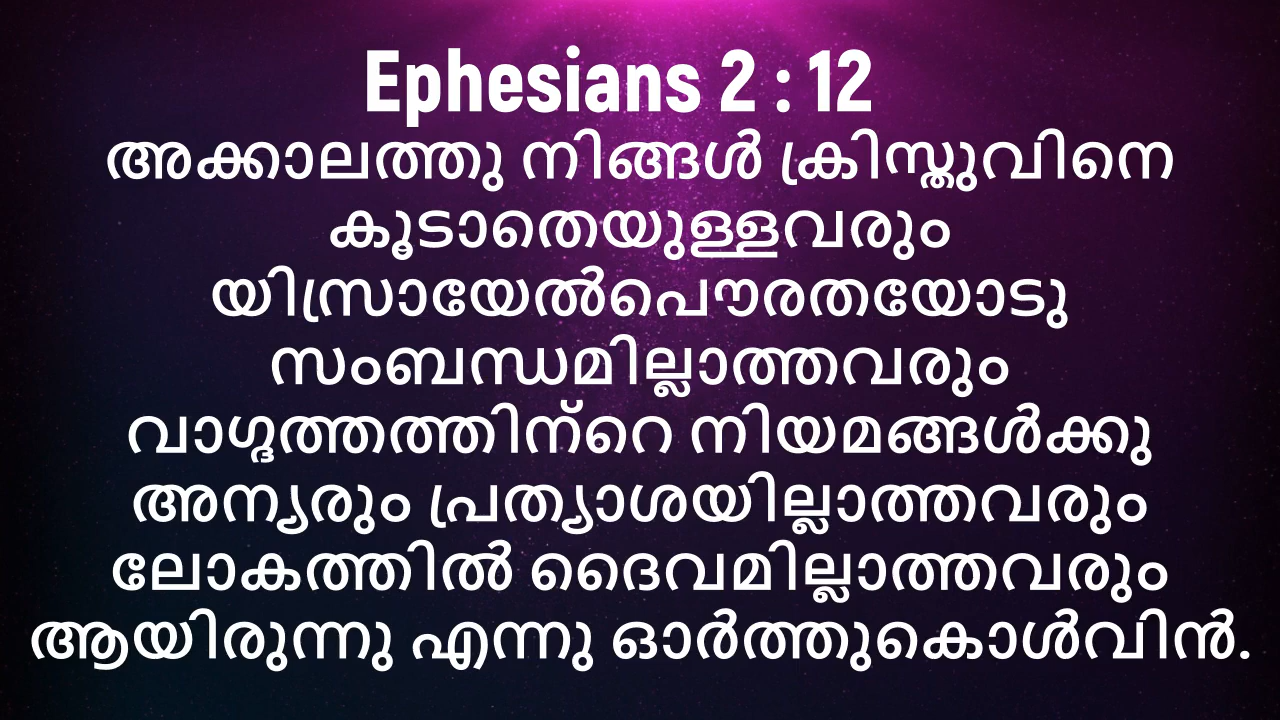 Ephesians 2 : 12
അക്കാലത്തു നിങ്ങൾ ക്രിസ്തുവിനെ
കൂടാതെയുള്ളവരും
യിസ്രായേൽപൌരതയോടു
സംബന്ധമില്ലാത്തവരും
വാഗ്ദത്തത്തിന്റെ നിയമങ്ങൾക്കു
അന്യരും പ്രത്യാശയില്ലാത്തവരും
ലോകത്തിൽ ദൈവമില്ലാത്തവരും
ആയിരുന്നു എന്നു ഓർത്തുകൊൾവിൻ.